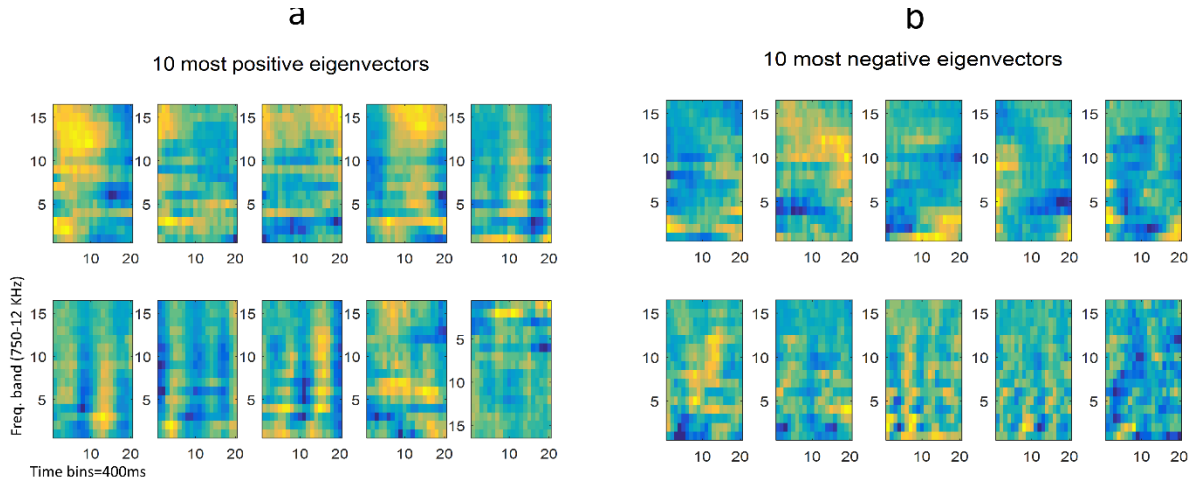 a
10 most positive eigenvectors
15 15 15 15 15
10 10 10 10 10
5 5 5 5 5
10 20 10 20 10 20 10 20 10 20
Freq. band (750-12 KHz)
15 15 15 15
5
10 10 10 10
10
5 5 5 5
15
10 20 10 20 10 20 10 20 10 20
Time bins=400ms
b
10 most negative eigenvectors
15 15 15 15 15
10 10 10 10 10
5 5 5 5 5
10 20 10 20 10 20 10 20 10 20
15 15 15 15 15
10 10 10 10 10
5 5 5 5 5
10 20 10 20 10 20 10 20 10 20